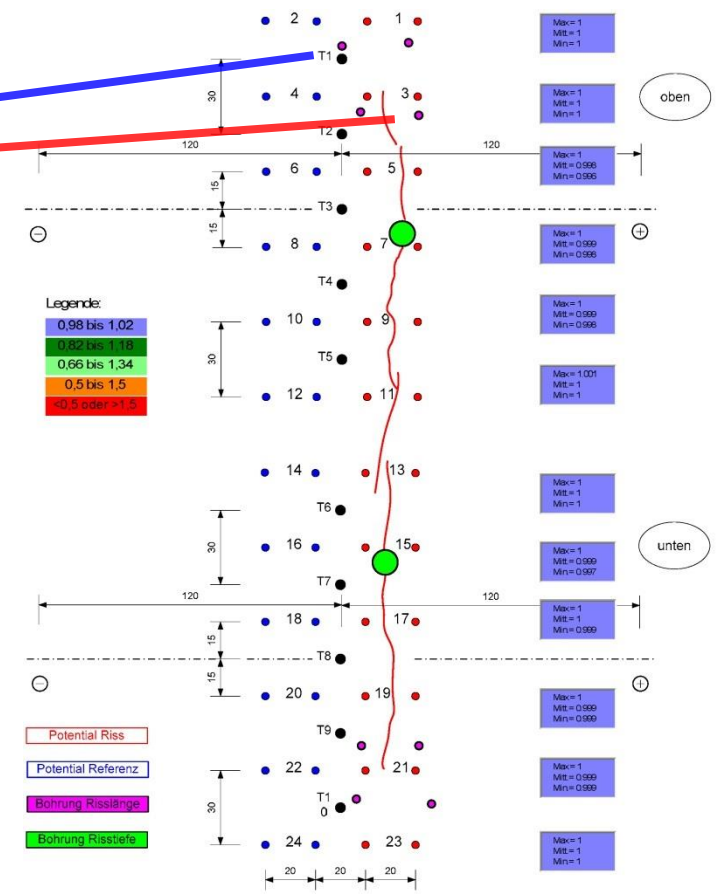 2 1
Max= 1
Mitt= 1
Min= 1
T1
4 3
Max= 1
Mitt= 1
Min= 1
oben
30
T2
120 120
6 5
Max= 1
Mitt= 0.996
Min= 0.996
15
T3
15
8 7
Max= 1
Mitt= 0.999
Min= 0.996
T4
Legende:
0,98 bis 1,02
0,82 bis 1,18
0,66 bis 1,34
0,5 bis 1,5
<0,5 oder >1,5
10 9
Max= 1
Mitt= 0.999
Min= 0.998
30
T5
12 11
Max= 1.001
Mitt= 1
Min= 1
14 13
Max= 1
Mitt= 1
Min= 1
T6
30
16 15
Max= 1
Mitt= 0.999
Min= 0.997
unten
T7
120 120
18 17
Max= 1
Mitt= 1
Min= 0.999
15
T8
15
20 19
Max= 1
Mitt= 0.999
Min= 0.999
T9
Potential Riss
Potential Referenz
Bohrung Risslänge
Bohrung Risstiefe
22 21
Max= 1
Mitt= 0.999
Min= 0.999
30
T1
0
24 23
Max= 1
Mitt= 1
Min= 1
20 20 20